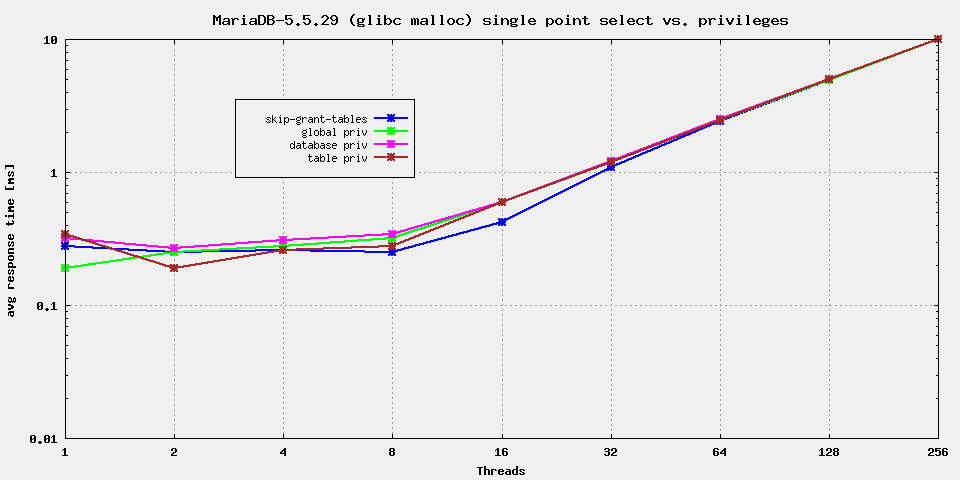 MariaDB-5.5.29 (glibc malloc) single point select vs. privileges
10
1
0.1
0.01
avg response time [ms]
skip-grant-tables
global priv
database priv
table priv
1 2 4 8 16 32 64 128 256
Threads